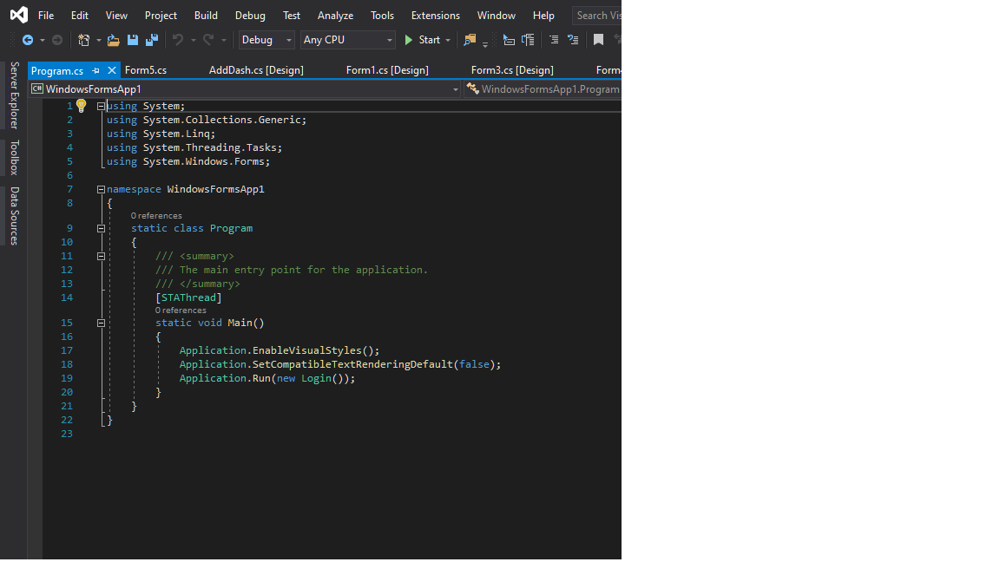 File Edit View Project Build Debug Test Analyze Tools Extensions Window Help Search Vis
Debug Any CPU Start
Program.cs Form5.cs AddDash.cs [Design] Form1.cs [Design] Form3.cs [Design] Form
C# WindowsFormsApp1 WindowsFormsApp1.Program
Server Explorer
Toolbox
Data Sources
1 using System;
2 using System.Collections.Generic;
3 using System.Linq;
4 using System.Threading.Tasks;
5 using System.Windows.Forms;
6
7 namespace WindowsFormsApp1
8 {
0 references
9 static class Program
10 {
11 /// <summary>
12 /// The main entry point for the application.
13 /// </summary>
14 [STAThread]
0 references
15 static void Main()
16 {
17 Application.EnableVisualStyles();
18 Application.SetCompatibleTextRenderingDefault(false);
19 Application.Run(new Login());
20 }
21 }
22 }
23